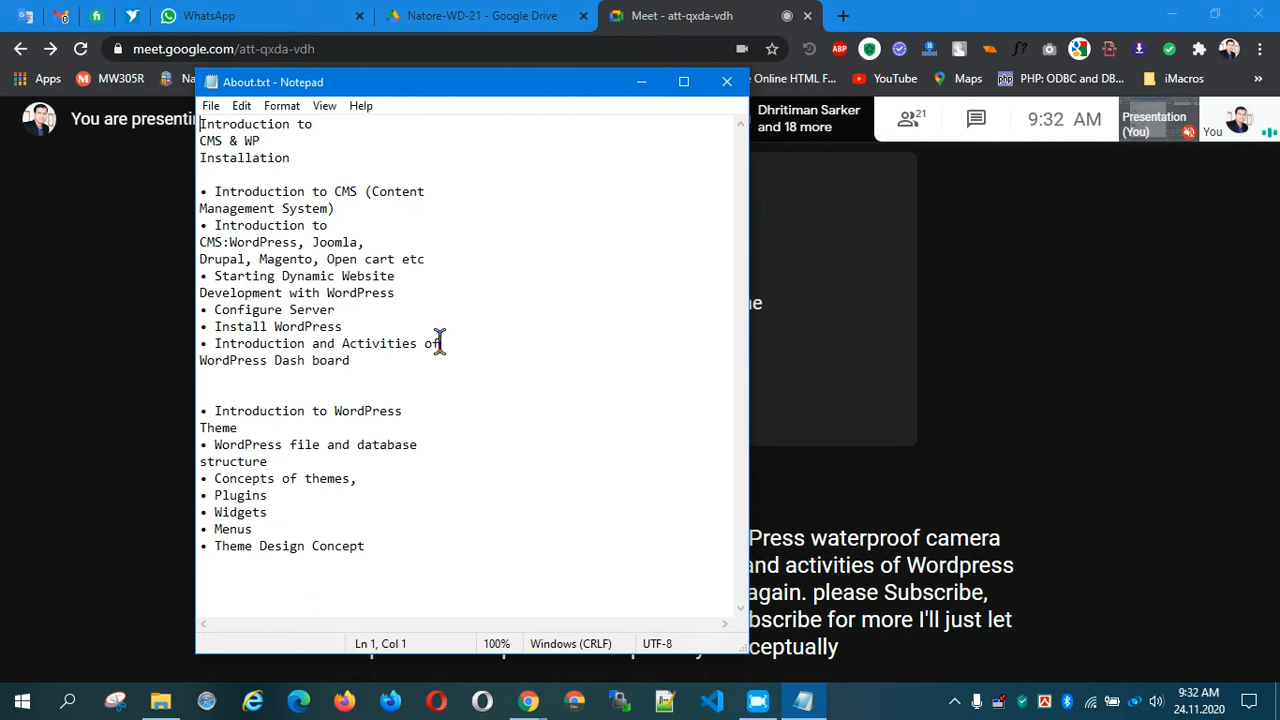 WhatsApp
Natore-WD-21 - Google Drive
Meet - att-qxda-vdh
meet.google.com/att-qxda-vdh
ABP
f?
Apps
MW305R
Online HTML F...
YouTube
Maps
php
PHP: ODBC and DB...
iMacros
You are presenting
Dhritiman Sarker
and 18 more
21
9:32 AM
Presentation
(You)
You
About.txt - Notepad
File Edit Format View Help
Introduction to
CMS & WP
Installation
• Introduction to CMS (Content
Management System)
• Introduction to
CMS:WordPress, Joomla,
Drupal, Magento, Open cart etc
• Starting Dynamic Website
Development with WordPress
• Configure Server
• Install WordPress
• Introduction and Activities of
WordPress Dash board
• Introduction to WordPress
Theme
• WordPress file and database
structure
• Concepts of themes,
• Plugins
• Widgets
• Menus
• Theme Design Concept
Ln 1, Col 1
100%
Windows (CRLF)
UTF-8
Press waterproof camera
and activities of Wordpress
again. please Subscribe,
bscribe for more I'll just let
ceptually
9:32 AM
24.11.2020